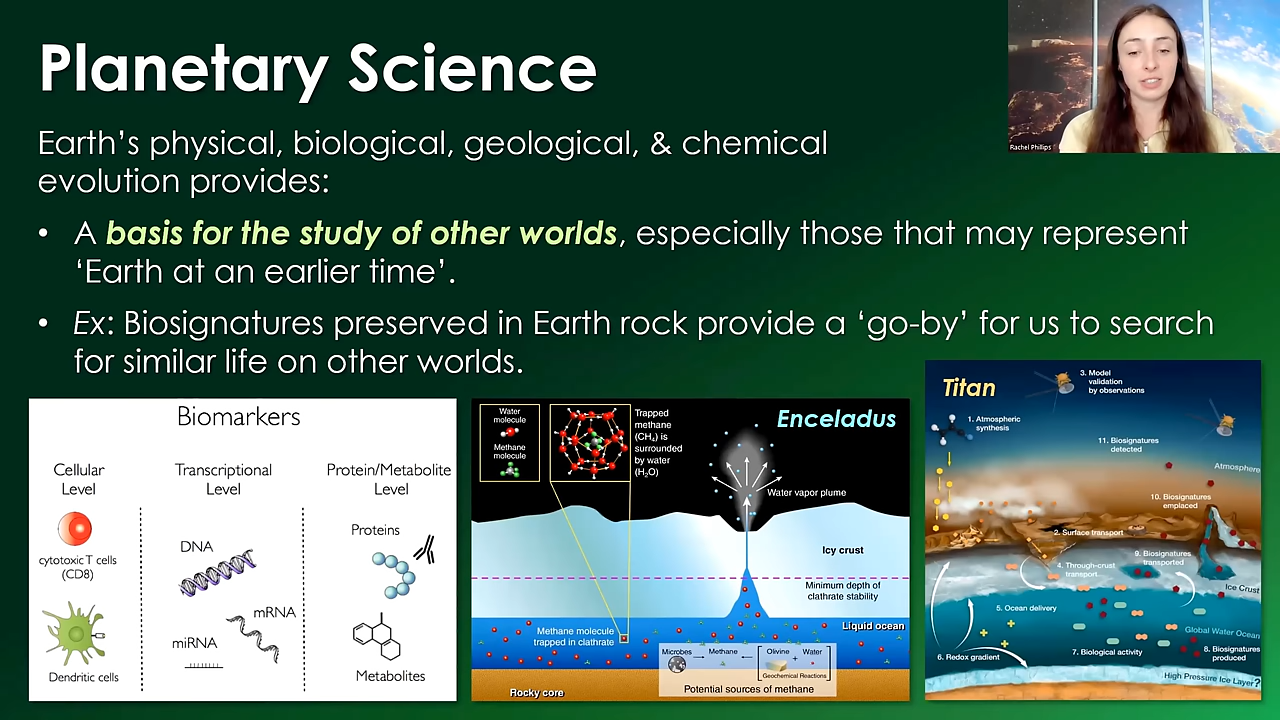 Planetary Science
Rachel Phillips
Earth's physical, biological, geological, & chemical
evolution provides:
• A basis for the study of other worlds, especially those that may represent
'Earth at an earlier time'.
• Ex: Biosignatures preserved in Earth rock provide a 'go-by' for us to search
for similar life on other worlds.
Biomarkers
Cellular
Level
Transcriptional
Level
Protein/Metabolite
Level
cytotoxic T cells
(CD8)
Dendritic cells
DNA
mRNA
miRNA
Proteins
Metabolites
Enceladus
Water
molecule
Methane
molecule
Trapped
methane
(CH₄) is
surrounded
by water
(H₂O)
Water vapor plume
Icy crust
Minimum depth of
clathrate stability
Liquid ocean
Methane molecule
trapped in clathrate
Microbes
Methane
Olivine
+
Water
Geochemical Reactions
Potential sources of methane
Rocky core
Titan
3. Model
validation
by observations
1. Atmospheric
synthesis
11. Biosignatures
detected
Atmosphere
10. Biosignatures
emplaced
2. Surface transport
9. Biosignatures
transported
4. Through-crust
transport
Ice Crust
5. Ocean delivery
Global Water
Ocean
6. Redox gradient
7. Biological activity
8. Biosignatures
produced
High Pressure Ice Layer?